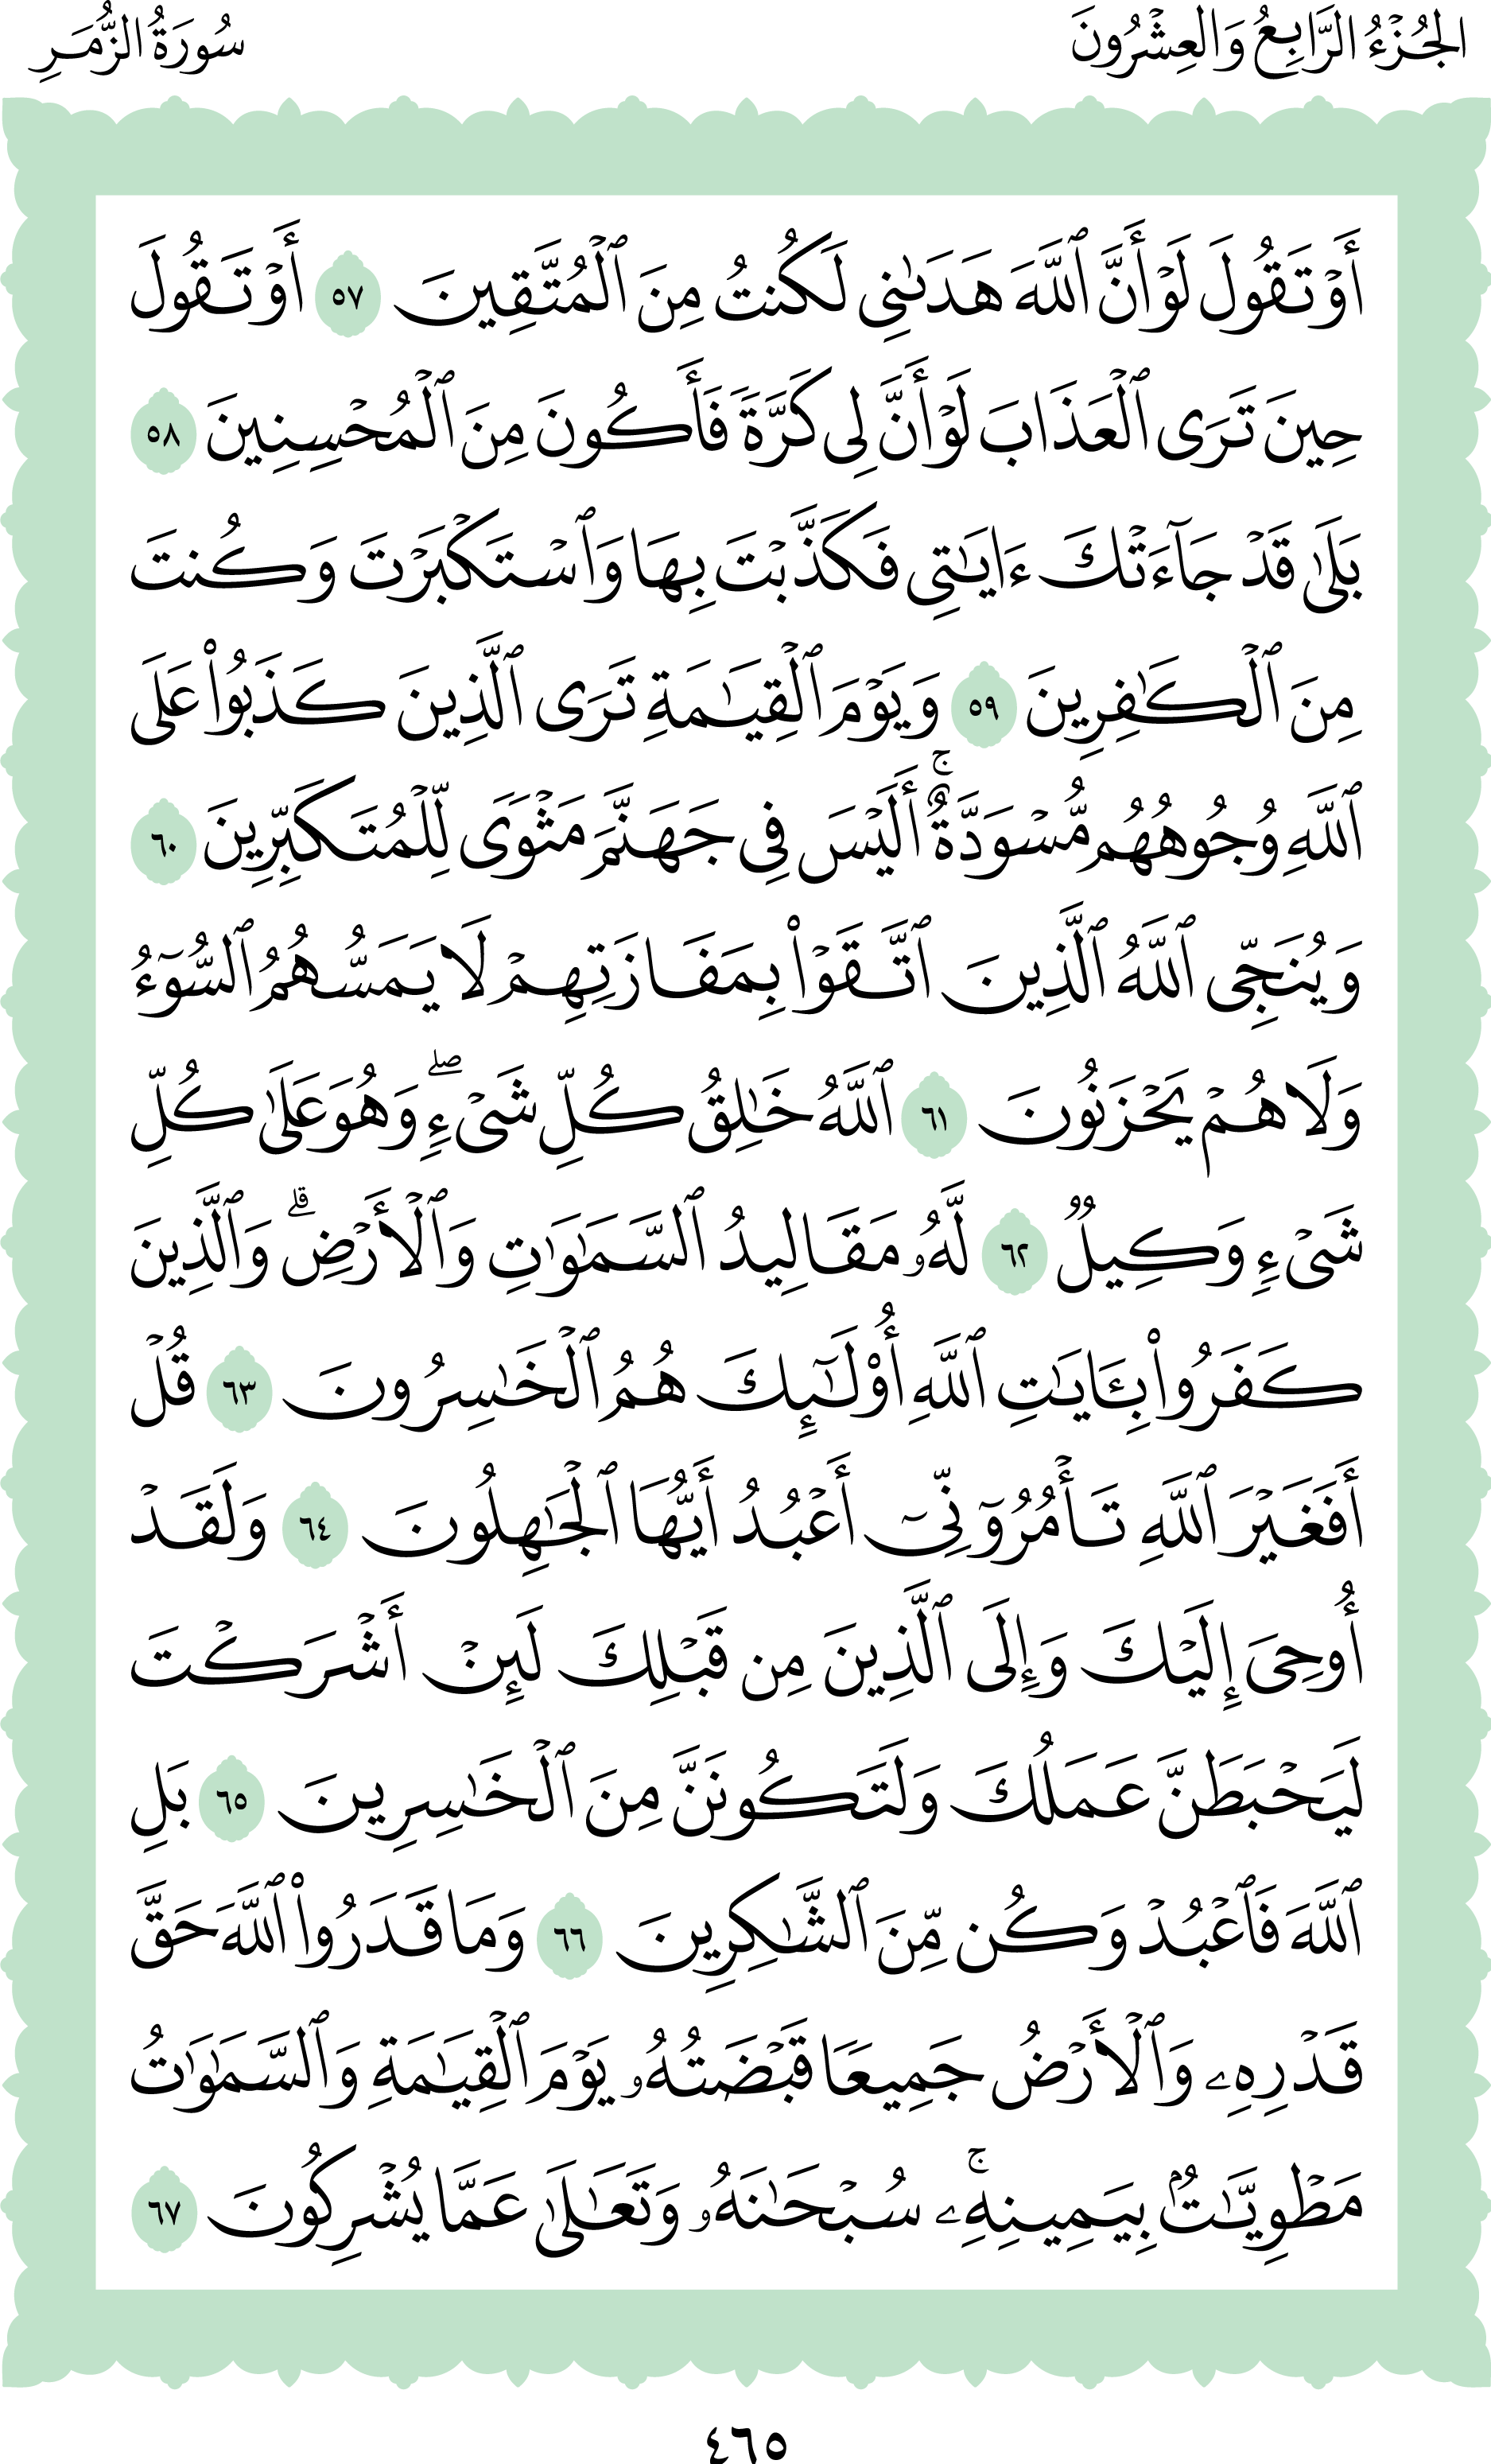 الجُزْءُ الرَّابِعُ وَالعِشْرُونَ
سُورَةُ الزُّمَرِ
أَوۡ تَقُولَ لَوۡ أَنَّ ٱللَّهَ هَدَىٰنِي لَكُنتُ مِنَ ٱلۡمُتَّقِينَ ٥٧ أَوۡ تَقُولَ
حِينَ تَرَى ٱلۡعَذَابَ لَوۡ أَنَّ لِي كَرَّةٗ فَأَكُونَ مِنَ ٱلۡمُحۡسِنِينَ ٥٨
بَلَىٰ قَدۡ جَآءَتۡكَ ءَايَٰتِي فَكَذَّبۡتَ بِهَا وَٱسۡتَكۡبَرۡتَ وَكُنتَ
مِنَ ٱلۡكَٰفِرِينَ ٥٩ وَيَوۡمَ ٱلۡقِيَٰمَةِ تَرَى ٱلَّذِينَ كَذَبُواْ عَلَى
ٱللَّهِ وُجُوهُهُم مُّسۡوَدَّةٌۚ أَلَيۡسَ فِي جَهَنَّمَ مَثۡوٗى لِّلۡمُتَكَبِّرِينَ ٦٠
وَيُنَجِّي ٱللَّهُ ٱلَّذِينَ ٱتَّقَوۡاْ بِمَفَازَتِهِمۡ لَا يَمَسُّهُمُ ٱلسُّوٓءُ
وَلَا هُمۡ يَحۡزَنُونَ ٦١ ٱللَّهُ خَٰلِقُ كُلِّ شَيۡءٖۖ وَهُوَ عَلَىٰ كُلِّ
شَيۡءٖ وَكِيلٞ ٦٢ لَّهُۥ مَقَالِيدُ ٱلسَّمَٰوَٰتِ وَٱلۡأَرۡضِۗ وَٱلَّذِينَ
كَفَرُواْ بِـَٔايَٰتِ ٱللَّهِ أُوْلَٰٓئِكَ هُمُ ٱلۡخَٰسِرُونَ ٦٣ قُلۡ
أَفَغَيۡرَ ٱللَّهِ تَأۡمُرُوٓنِّيٓ أَعۡبُدُ أَيُّهَا ٱلۡجَٰهِلُونَ ٦٤ وَلَقَدۡ
أُوحِيَ إِلَيۡكَ وَإِلَى ٱلَّذِينَ مِن قَبۡلِكَ لَئِنۡ أَشۡرَكۡتَ
لَيَحۡبَطَنَّ عَمَلُكَ وَلَتَكُونَنَّ مِنَ ٱلۡخَٰسِرِينَ ٦٥ بَلِ
ٱللَّهَ فَٱعۡبُدۡ وَكُن مِّنَ ٱلشَّٰكِرِينَ ٦٦ وَمَا قَدَرُواْ ٱللَّهَ حَقَّ
قَدۡرِهِۦ وَٱلۡأَرۡضُ جَمِيعٗا قَبۡضَتُهُۥ يَوۡمَ ٱلۡقِيَٰمَةِ وَٱلسَّمَٰوَٰتُ
مَطۡوِيَّٰتُۢ بِيَمِينِهِۦۚ سُبۡحَٰنَهُۥ وَتَعَٰلَىٰ عَمَّا يُشۡرِكُونَ ٦٧
٤٦٥